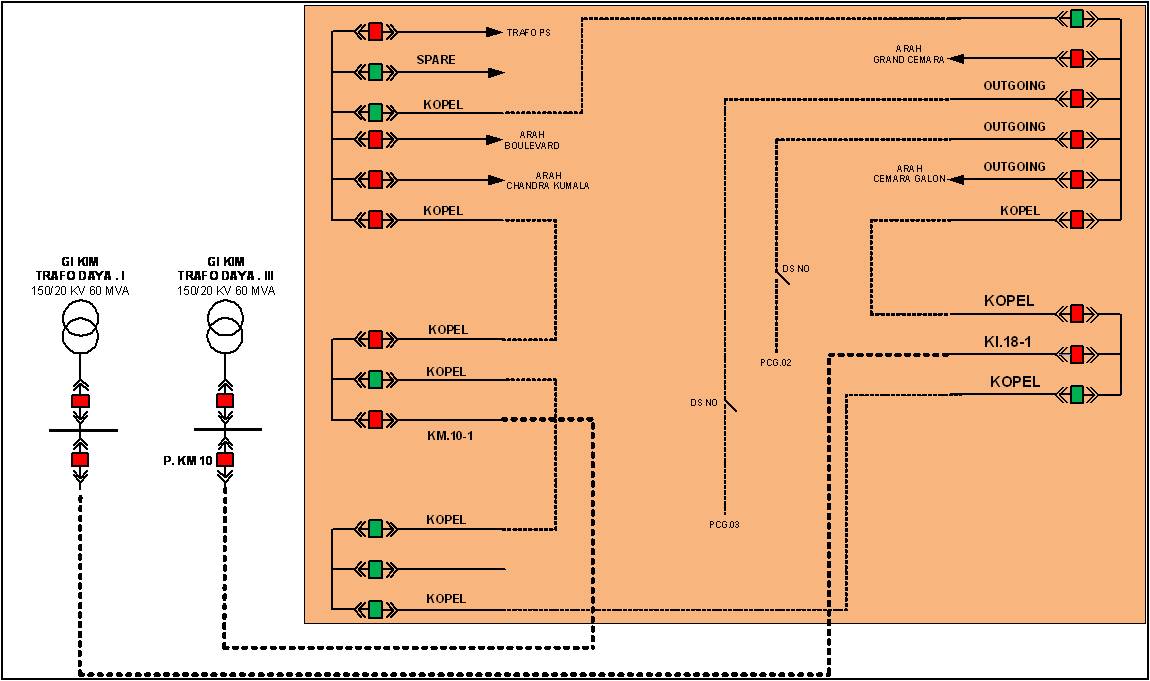 GI KIM
TRAFO DAYA . I
150/20 KV 60 MVA
GI KIM
TRAFO DAYA . III
150/20 KV 60 MVA
P. KM 10
TRAFO PS
SPARE
KOPEL
ARAH
BOULEVARD
ARAH
CHANDRA KUMALA
KOPEL
KOPEL
KOPEL
KM.10-1
KOPEL
KOPEL
ARAH
GRAND CEMARA
OUTGOING
OUTGOING
OUTGOING
ARAH
CEMARA GALON
KOPEL
DS NO
PCG.02
DS NO
PCG.03
KOPEL
KI.18-1
KOPEL